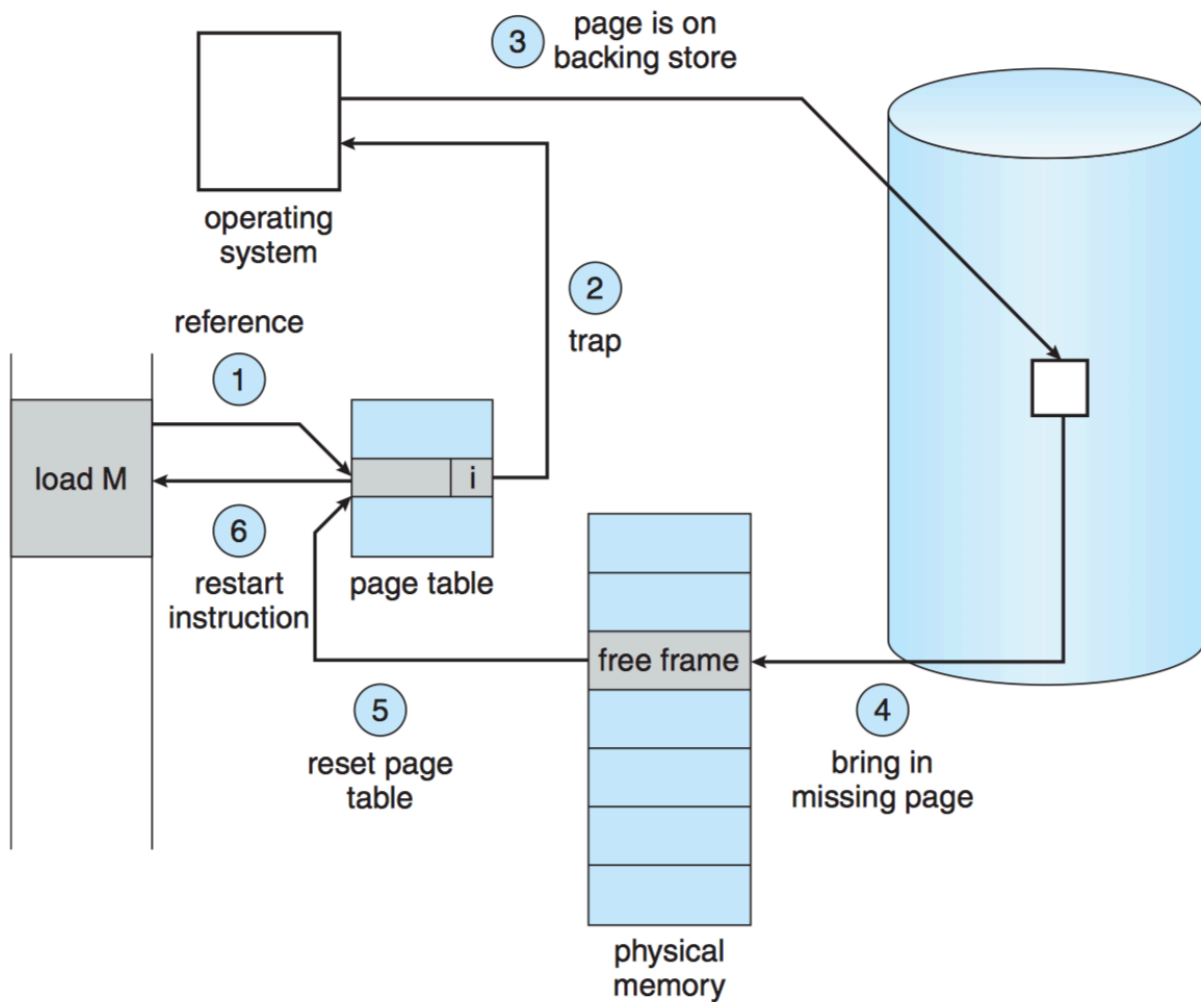 3
page is on
backing store
operating
system
2
trap
reference
1
load M
i
6
restart
instruction
page table
free frame
5
reset page
table
4
bring in
missing page
physical
memory